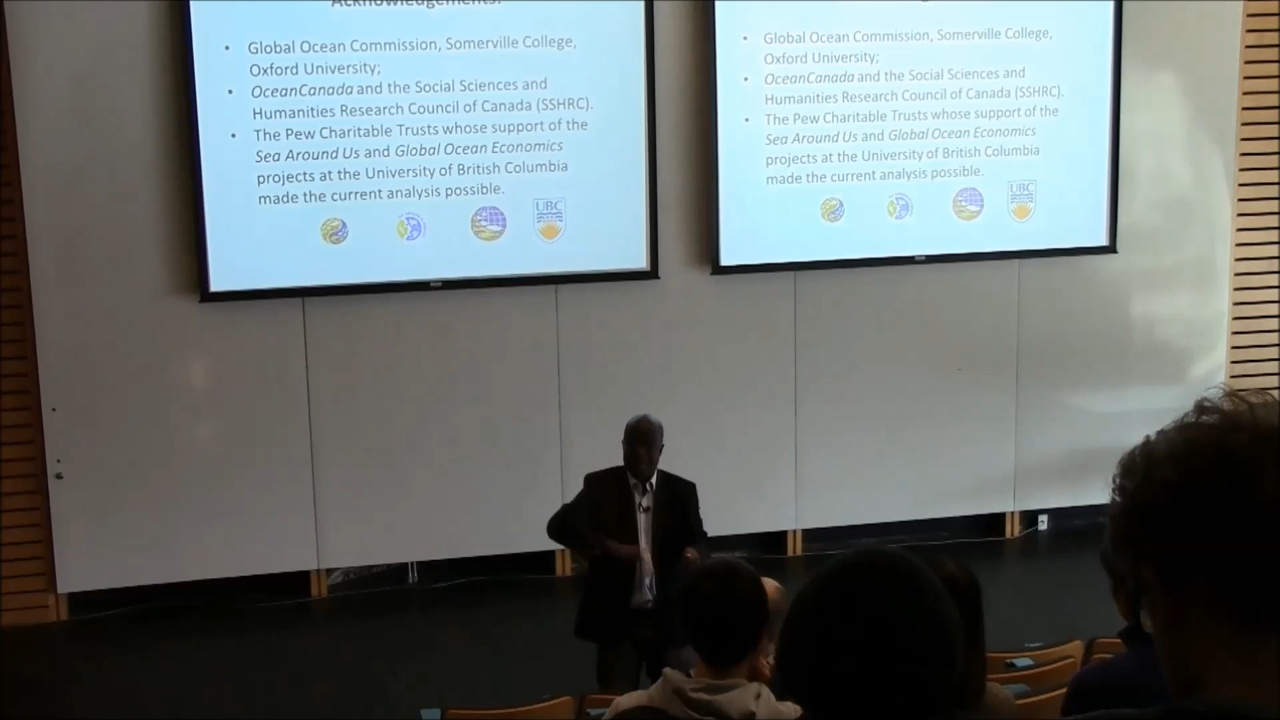 Acknowledgements:
• Global Ocean Commission, Somerville College,
Oxford University;
• OceanCanada and the Social Sciences and
Humanities Research Council of Canada (SSHRC).
• The Pew Charitable Trusts whose support of the
Sea Around Us and Global Ocean Economics
projects at the University of British Columbia
made the current analysis possible.
UBC
• Global Ocean Commission, Somerville College,
Oxford University;
• OceanCanada and the Social Sciences and
Humanities Research Council of Canada (SSHRC).
• The Pew Charitable Trusts whose support of the
Sea Around Us and Global Ocean Economics
projects at the University of British Columbia
made the current analysis possible.
UBC